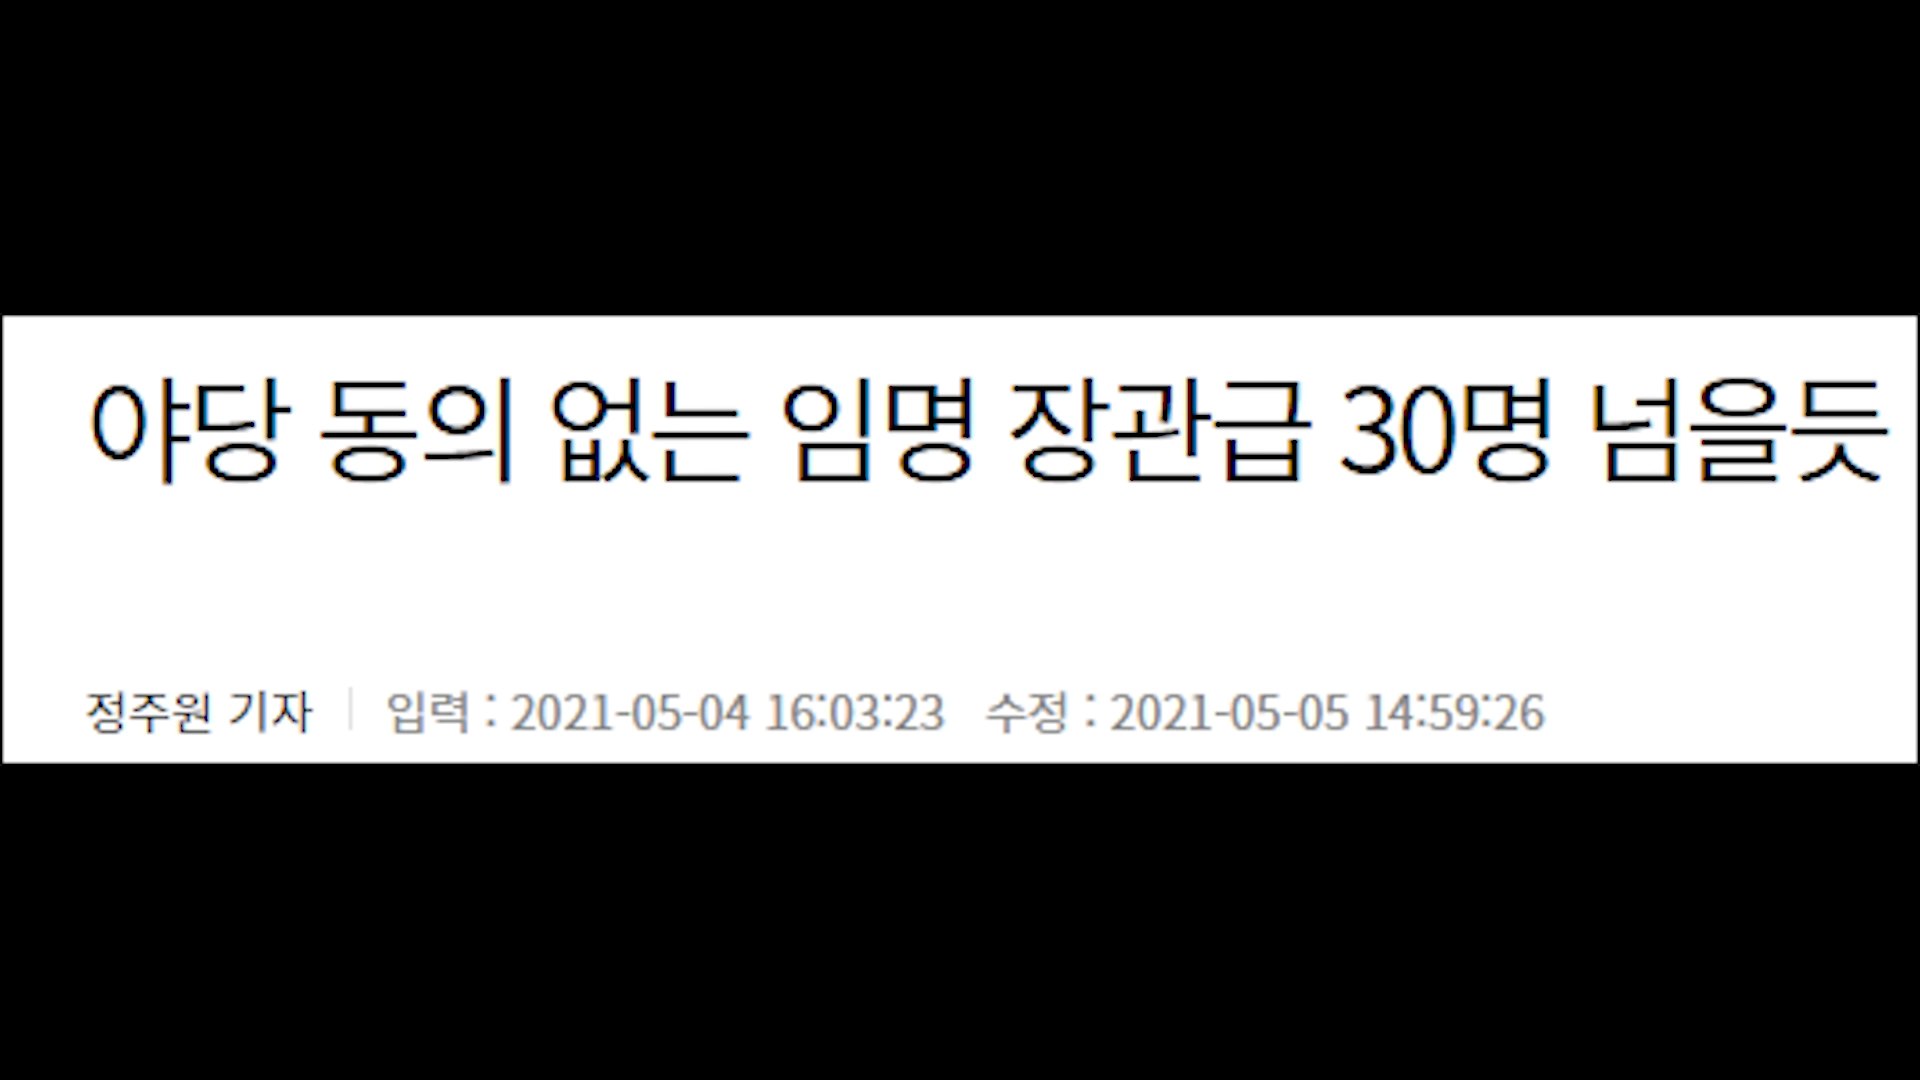 야당 동의 없는 임명 장관급 30명 넘을듯
정주원 기자 입력 : 2021-05-04 16:03:23 수정 : 2021-05-05 14:59:26